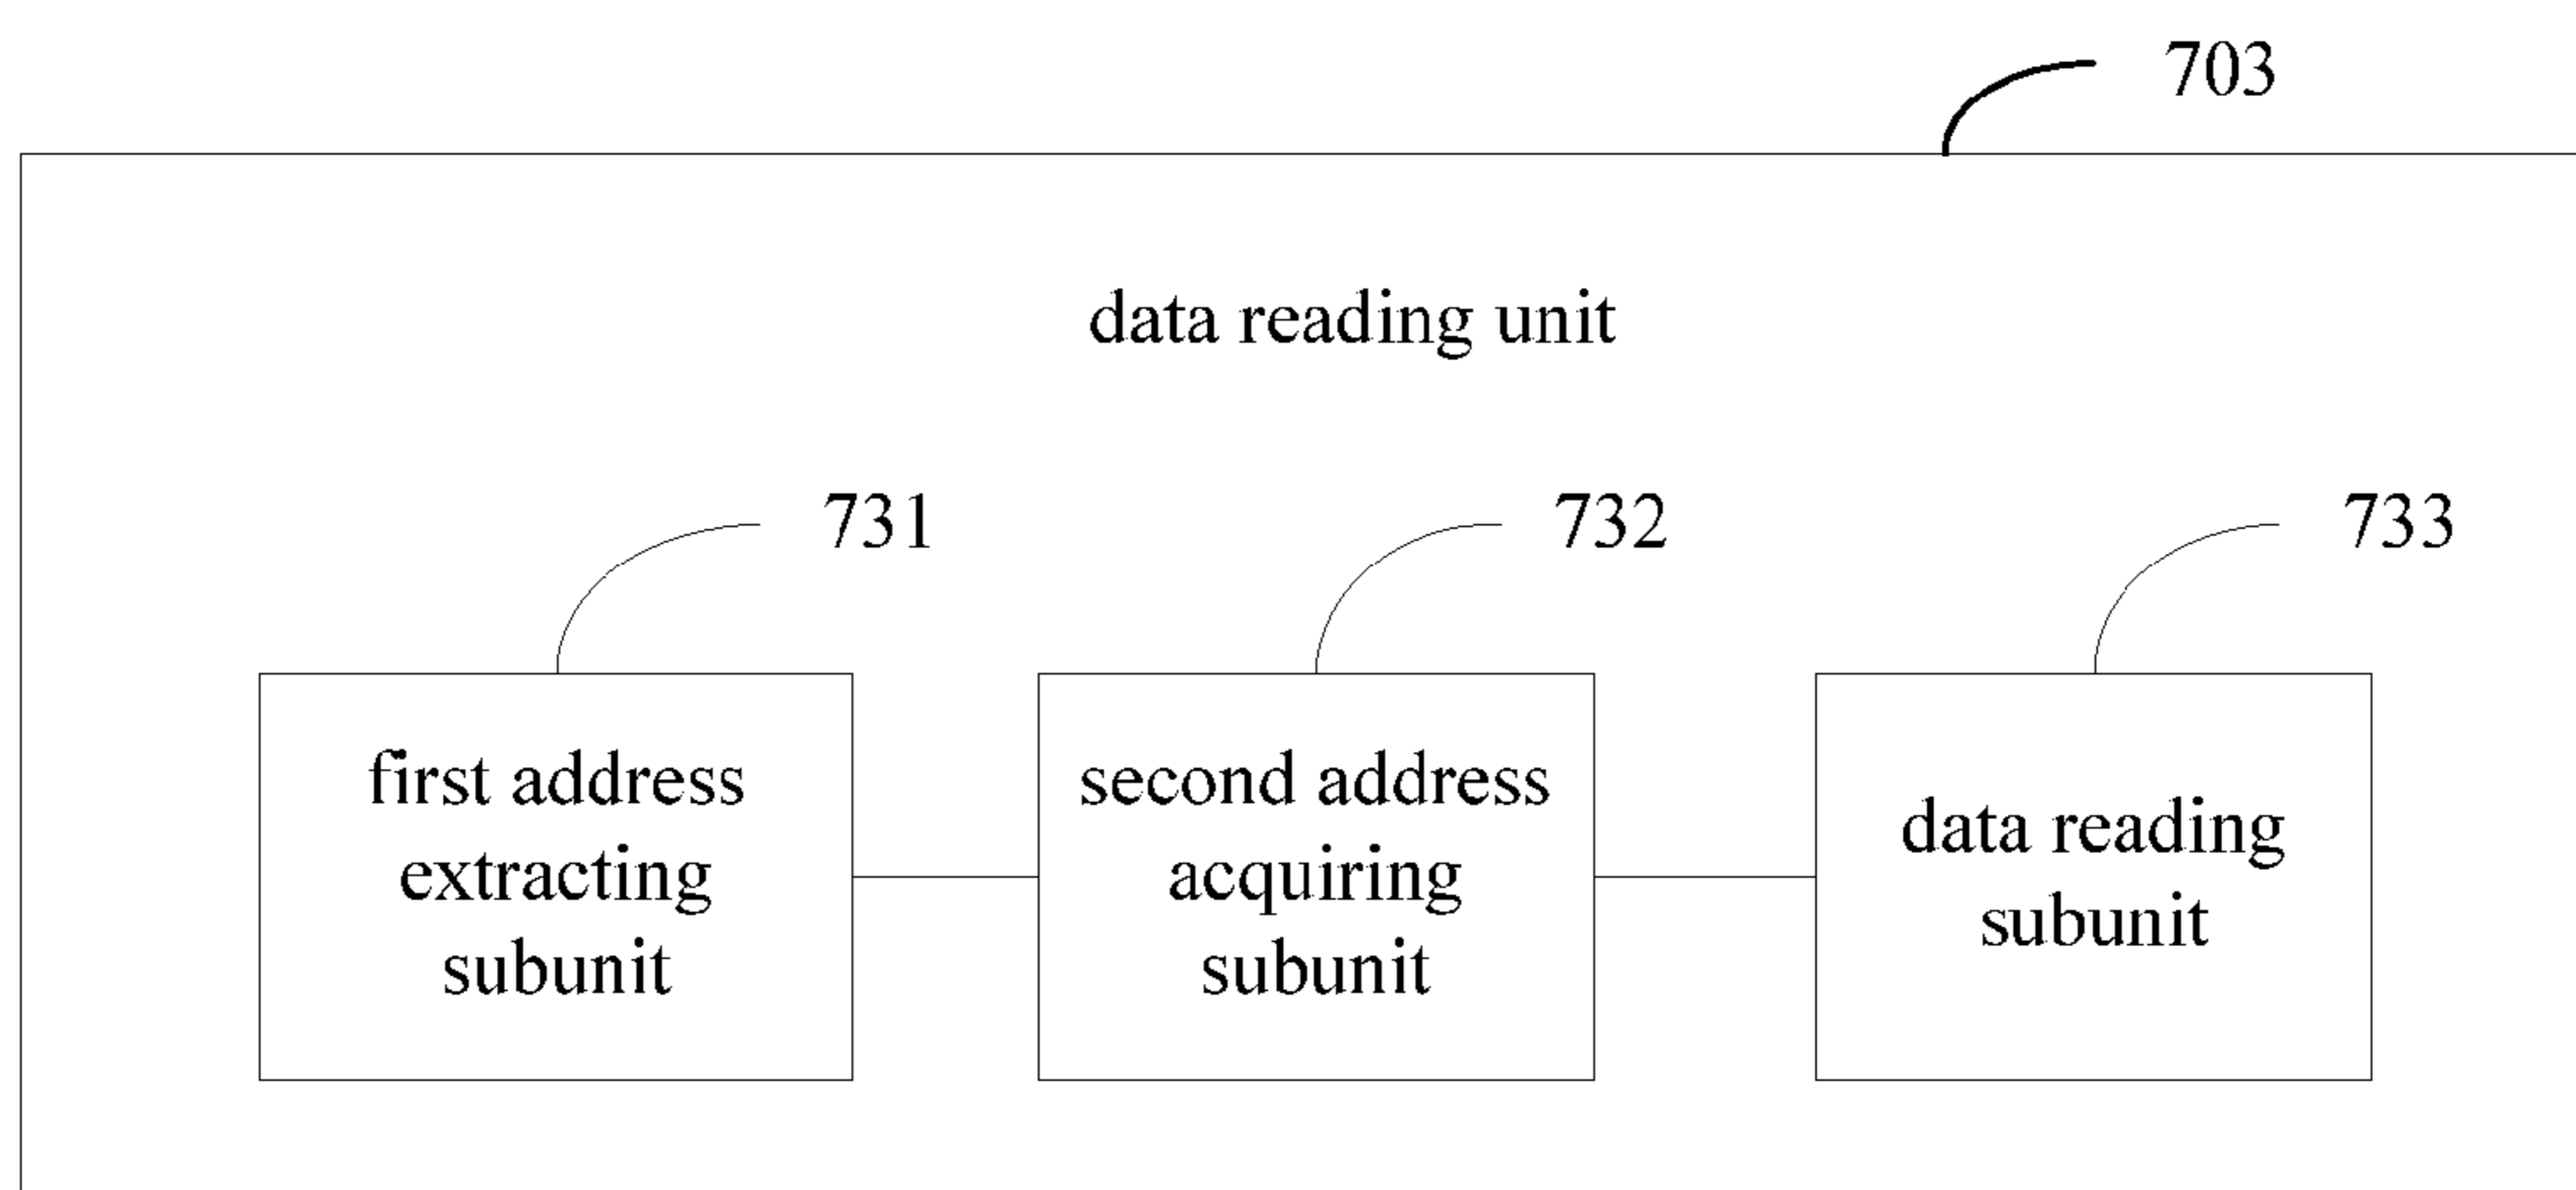 703
data reading unit
731
732
733
first address
extracting
subunit
second address
acquiring
subunit
data reading
subunit